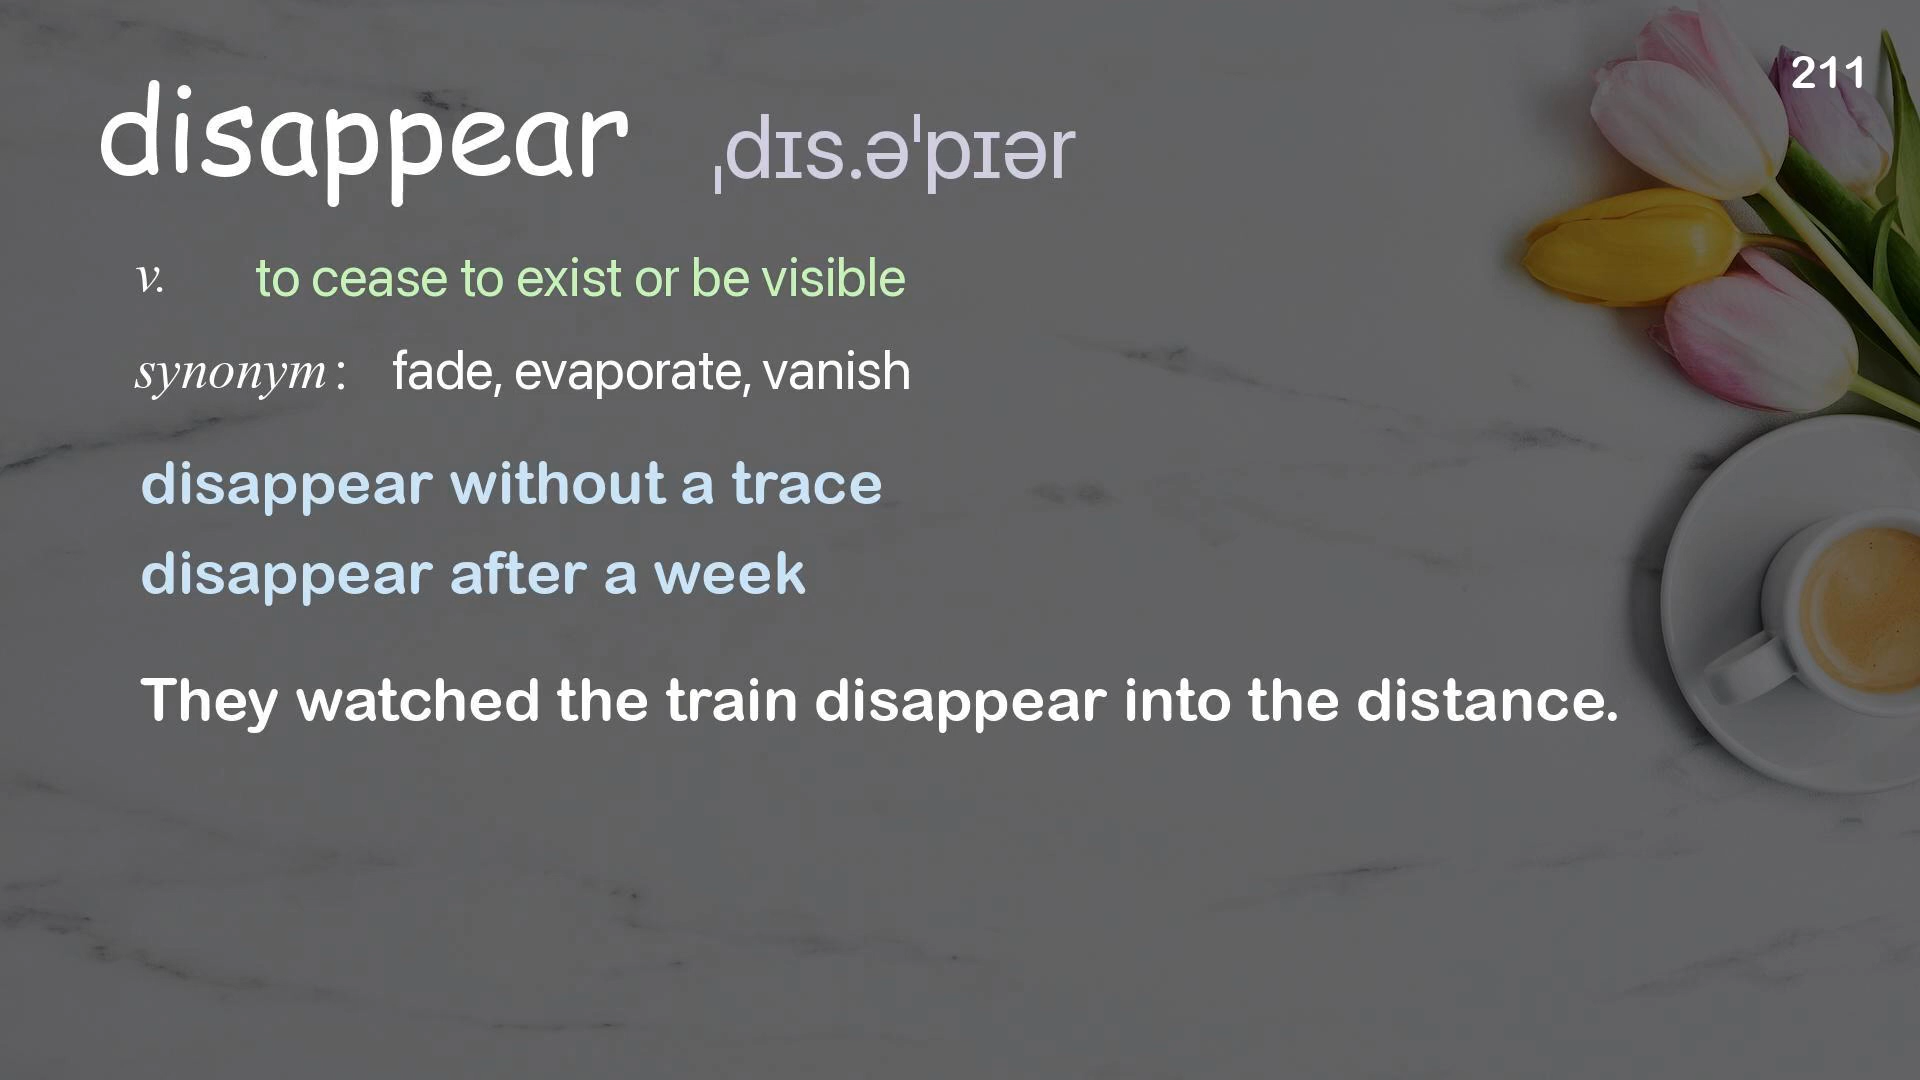 211
disappear ˌdɪs.əˈpɪər
v. to cease to exist or be visible
synonym: fade, evaporate, vanish
disappear without a trace
disappear after a week
They watched the train disappear into the distance.